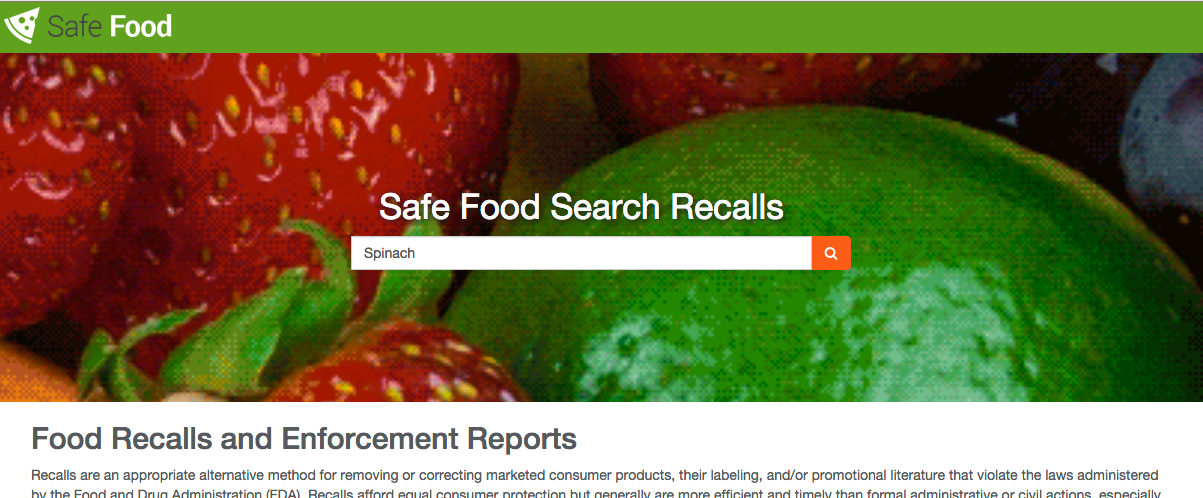 Safe Food
Safe Food Search Recalls
Spinach
Food Recalls and Enforcement Reports
Recalls are an appropriate alternative method for removing or correcting marketed consumer products, their labeling, and/or promotional literature that violate the laws administered
by the Food and Drug Administration (FDA). Recalls afford equal consumer protection but generally are more efficient and timely than formal administrative or civil actions, especially